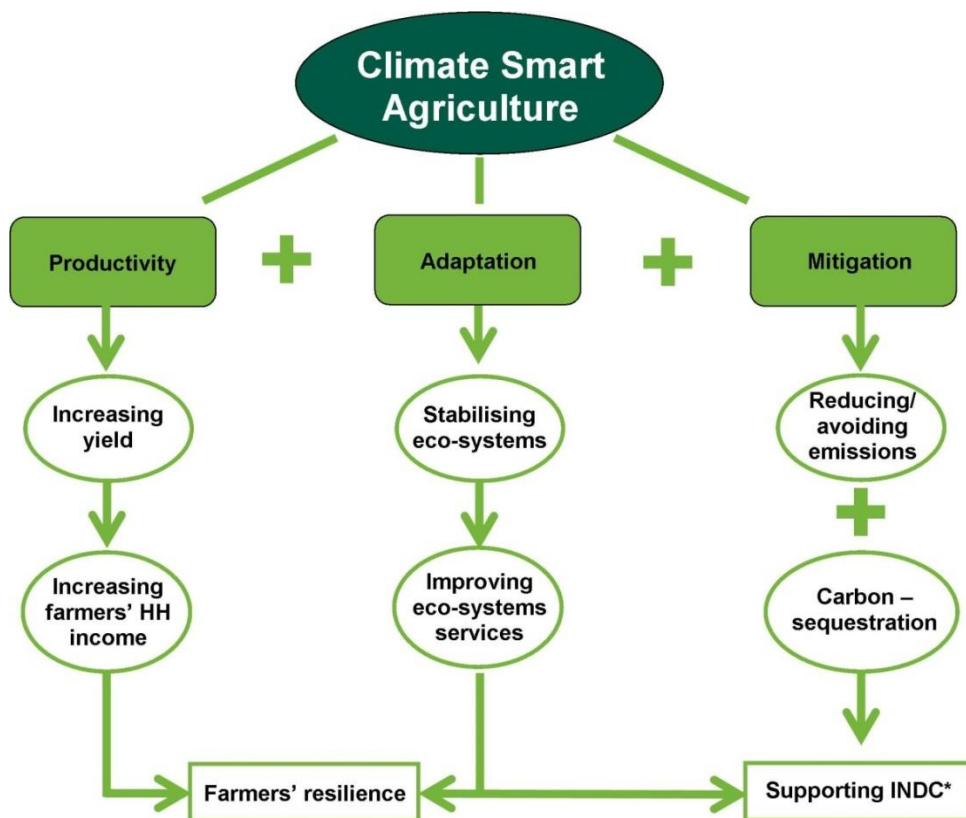 Climate Smart
Agriculture
Productivity
Adaptation
Mitigation
Increasing
yield
Stabilising
eco-systems
Reducing/
avoiding
emissions
Increasing
farmers’ HH
income
Improving
eco-systems
services
Carbon –
sequestration
Farmers’ resilience
Supporting INDC*